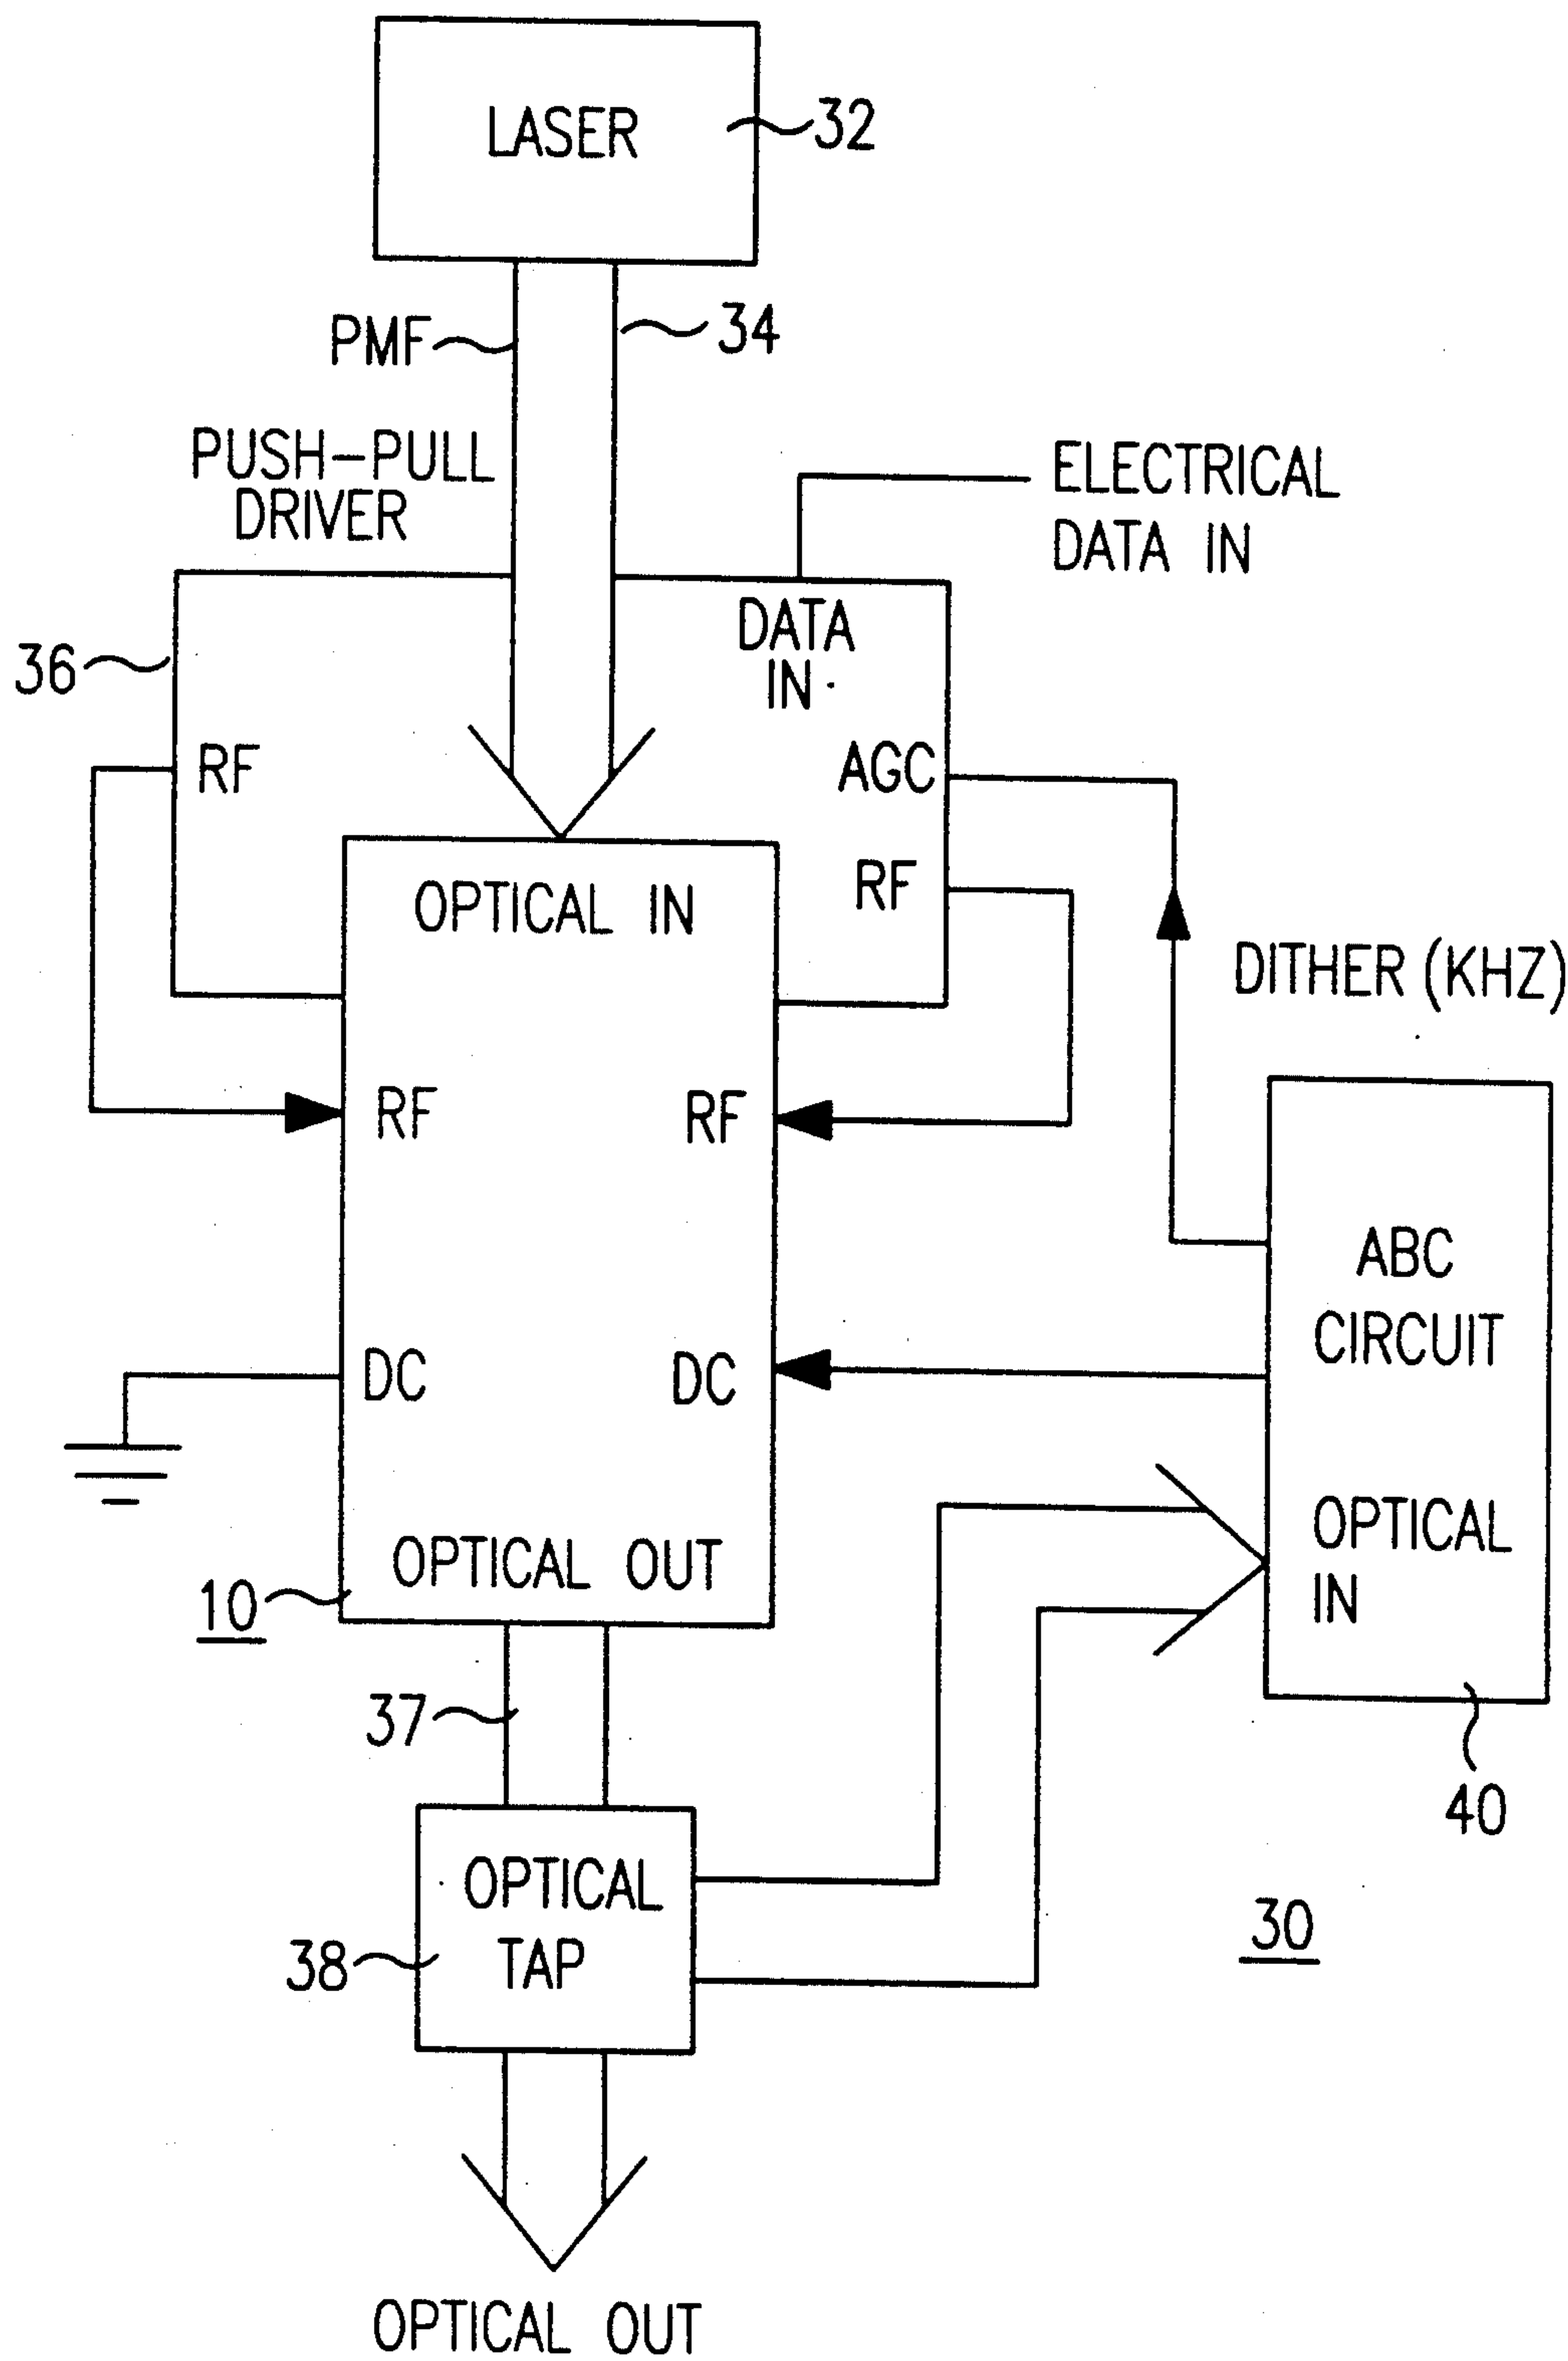 LASER
32
PMF
34
PUSH-PULL
DRIVER
ELECTRICAL
DATA IN
DATA
IN
36
RF
AGC
RF
OPTICAL IN
DITHER (KHZ)
RF
RF
ABC
CIRCUIT
DC
DC
OPTICAL
IN
OPTICAL OUT
10
37
40
OPTICAL
TAP
38
30
OPTICAL OUT